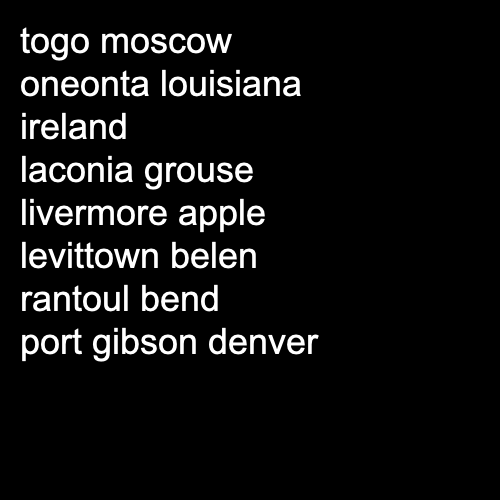 togo moscow
oneonta louisiana
ireland
laconia grouse
livermore apple
levittown belen
rantoul bend
port gibson denver